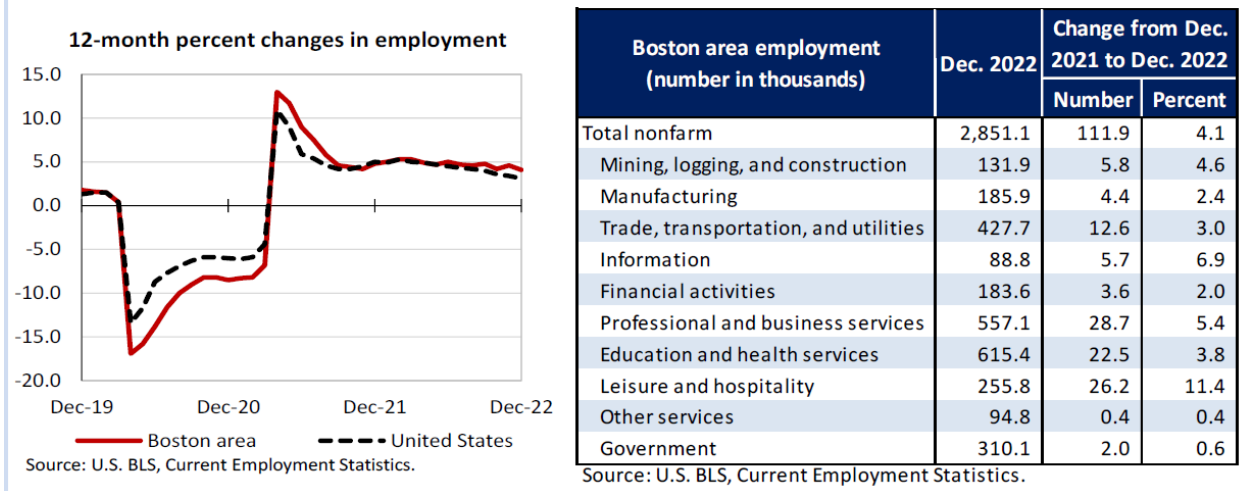 12-month percent changes in employment
15.0
10.0
5.0
0.0
-5.0
-10.0
-15.0
-20.0
Dec-19 Dec-20 Dec-21 Dec-22
Boston area United States
Source: U.S. BLS, Current Employment Statistics.
Boston area employment
(number in thousands)
Dec. 2022
Change from Dec.
2021 to Dec. 2022
Number Percent
Total nonfarm 2,851.1 111.9 4.1
Mining, logging, and construction 131.9 5.8 4.6
Manufacturing 185.9 4.4 2.4
Trade, transportation, and utilities 427.7 12.6 3.0
Information 88.8 5.7 6.9
Financial activities 183.6 3.6 2.0
Professional and business services 557.1 28.7 5.4
Education and health services 615.4 22.5 3.8
Leisure and hospitality 255.8 26.2 11.4
Other services 94.8 0.4 0.4
Government 310.1 2.0 0.6
Source: U.S. BLS, Current Employment Statistics.